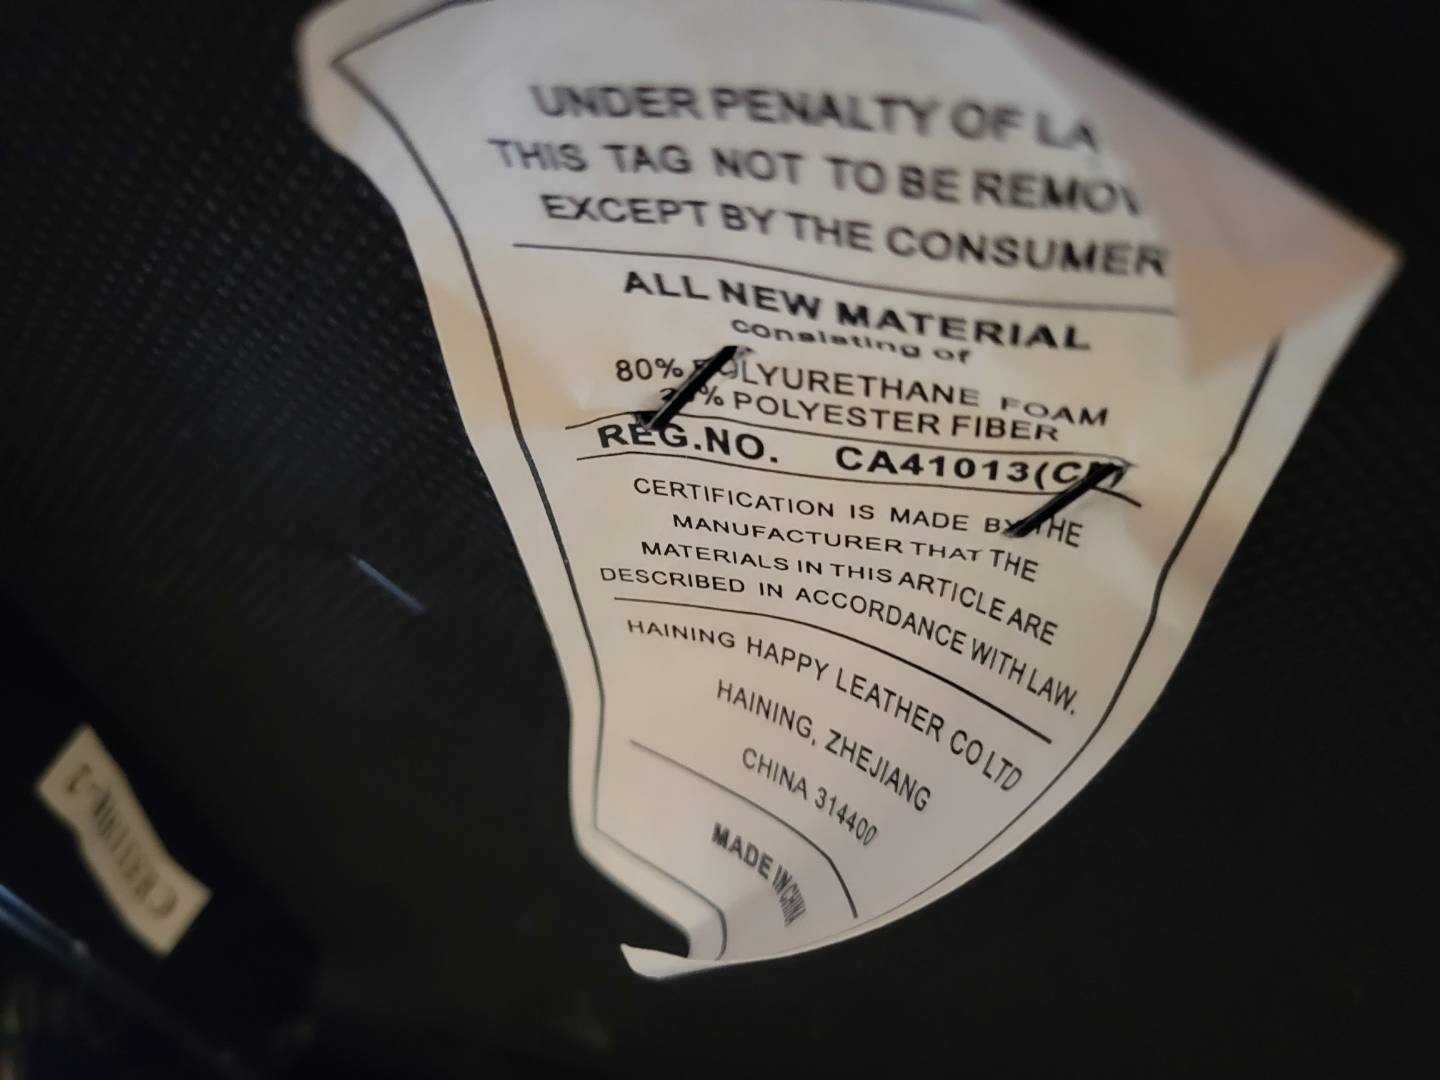 UNDER PENALTY OF LA
THIS TAG NOT TO BE REMOV
EXCEPT BY THE CONSUMER
ALL NEW MATERIAL
consisting of
80% POLYURETHANE FOAM
20% POLYESTER FIBER
REG.NO. CA41013(CN)
CERTIFICATION IS MADE BY THE
MANUFACTURER THAT THE
MATERIALS IN THIS ARTICLE ARE
DESCRIBED IN ACCORDANCE WITH LAW.
HAINING HAPPY LEATHER CO LTD
HAINING, ZHEJIANG
CHINA 314400
MADE IN CHINA